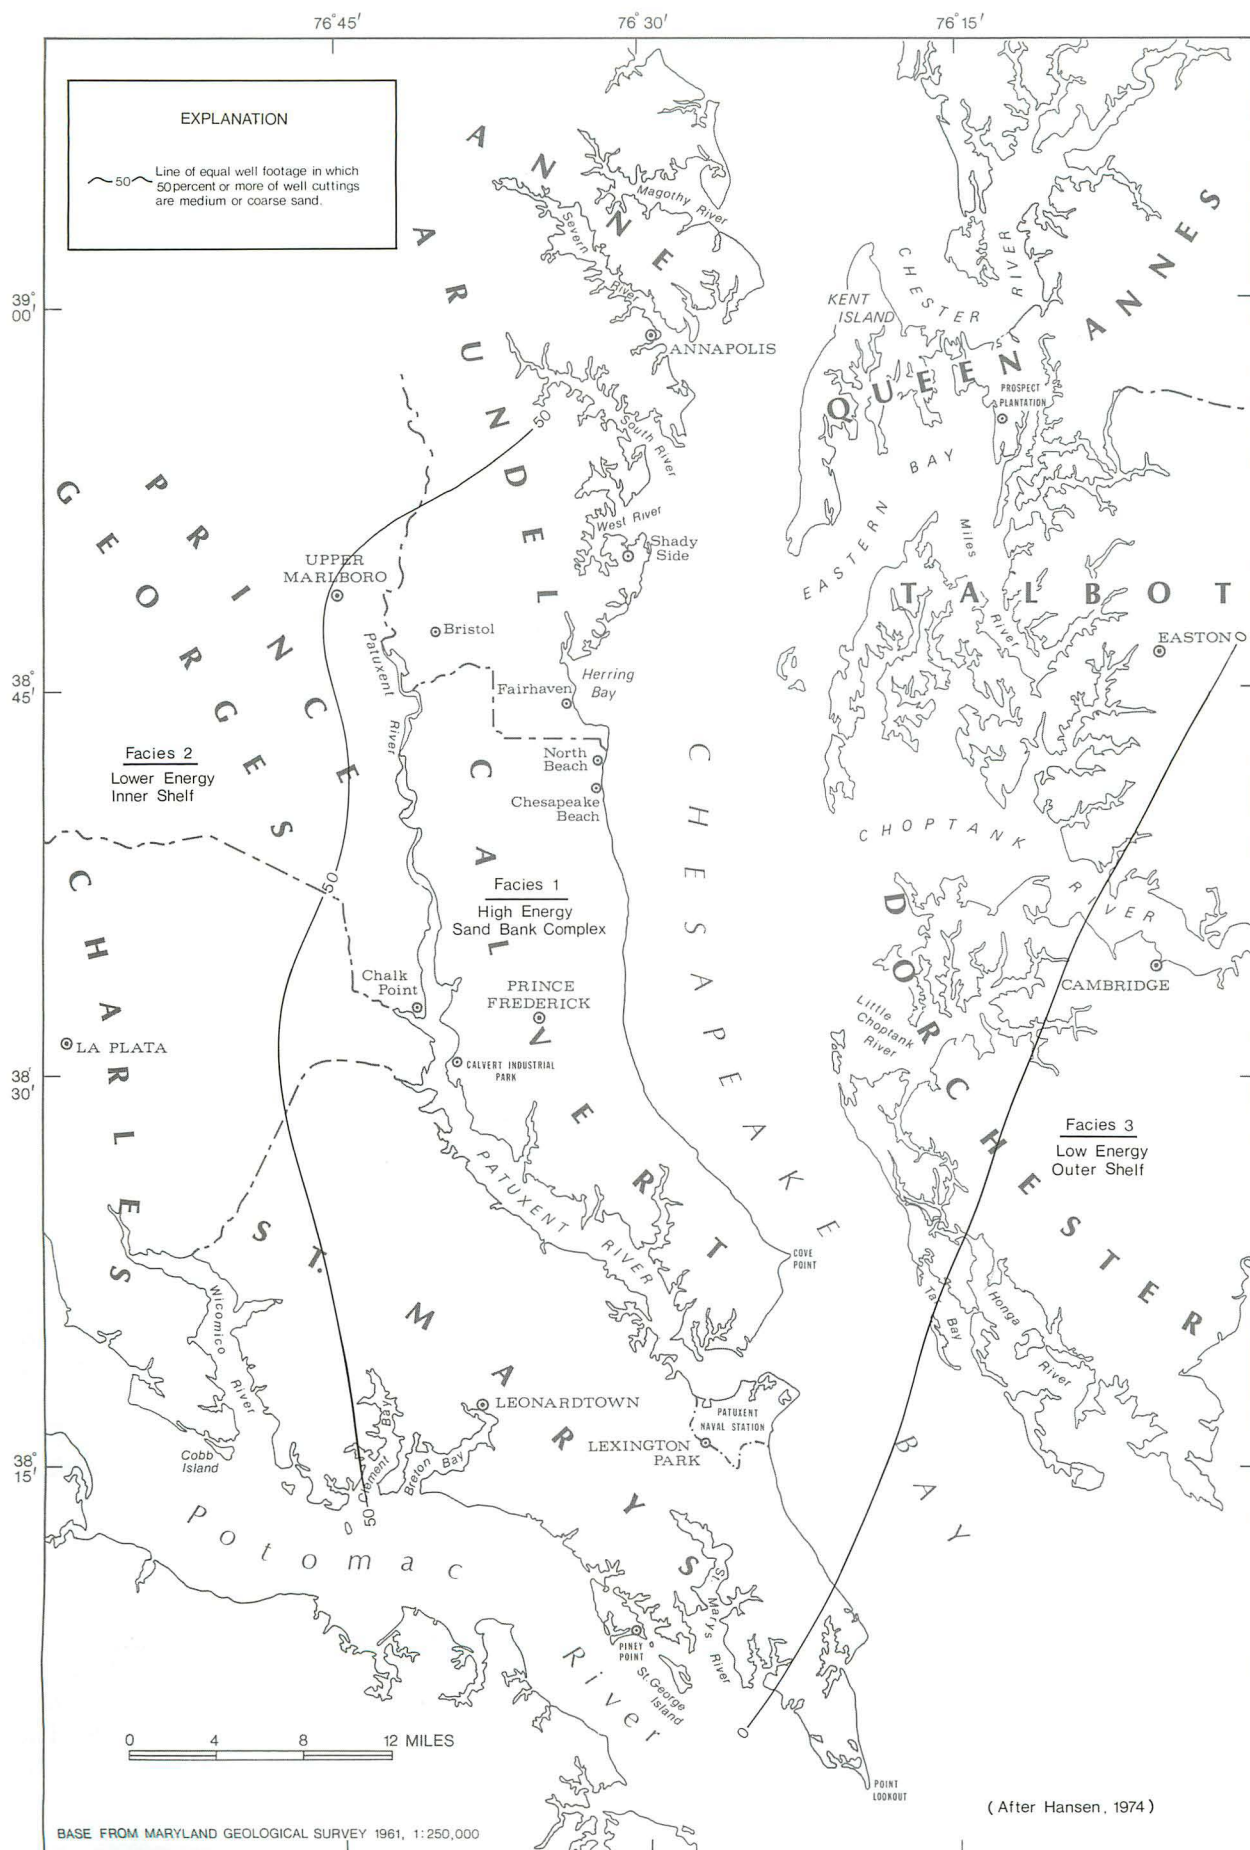 76°45'
76°30'
76°15'
EXPLANATION
50
Line of equal well footage in which
50 percent or more of well cuttings
are medium or coarse sand.
ANNE
ARUNDEL
Magothy River
Severn
River
39°
00'
ANNAPOLIS
KENT
ISLAND
CHESTER
RIVER
QUEEN ANNES
PROSPECT
PLANTATION
50
South River
PRINCE
GEORGES
EASTERN
BAY
West River
Shady
Side
Miles
River
UPPER
MARLBORO
TALBOT
Bristol
EASTON
0
Patuxent
River
38°
45'
Herring
Bay
Fairhaven
Facies 2
Lower Energy
Inner Shelf
North
Beach
Chesapeake
Beach
CALVERT
CHESAPEAKE
BAY
CHOPTANK
RIVER
50
Facies 1
High Energy
Sand Bank Complex
CHARLES
DORCHESTER
Chalk
Point
PRINCE
FREDERICK
CAMBRIDGE
Little
Choptank
River
LA PLATA
CALVERT INDUSTRIAL
PARK
38°
30'
Facies 3
Low Energy
Outer Shelf
PATUXENT
RIVER
ST.
MARYS
COVE
POINT
Wicomico
River
Ta
Bay
Honga
River
LEONARDTOWN
PATUXENT
NAVAL STATION
LEXINGTON
PARK
Clement
Bay
Breton
Bay
Cobb
Island
38°
15'
50
Potomac
River
St. Marys
River
PINEY
POINT
St. George
Island
0
0 4 8 12 MILES
POINT
LOOKOUT
(After Hansen, 1974)
BASE FROM MARYLAND GEOLOGICAL SURVEY 1961, 1:250,000